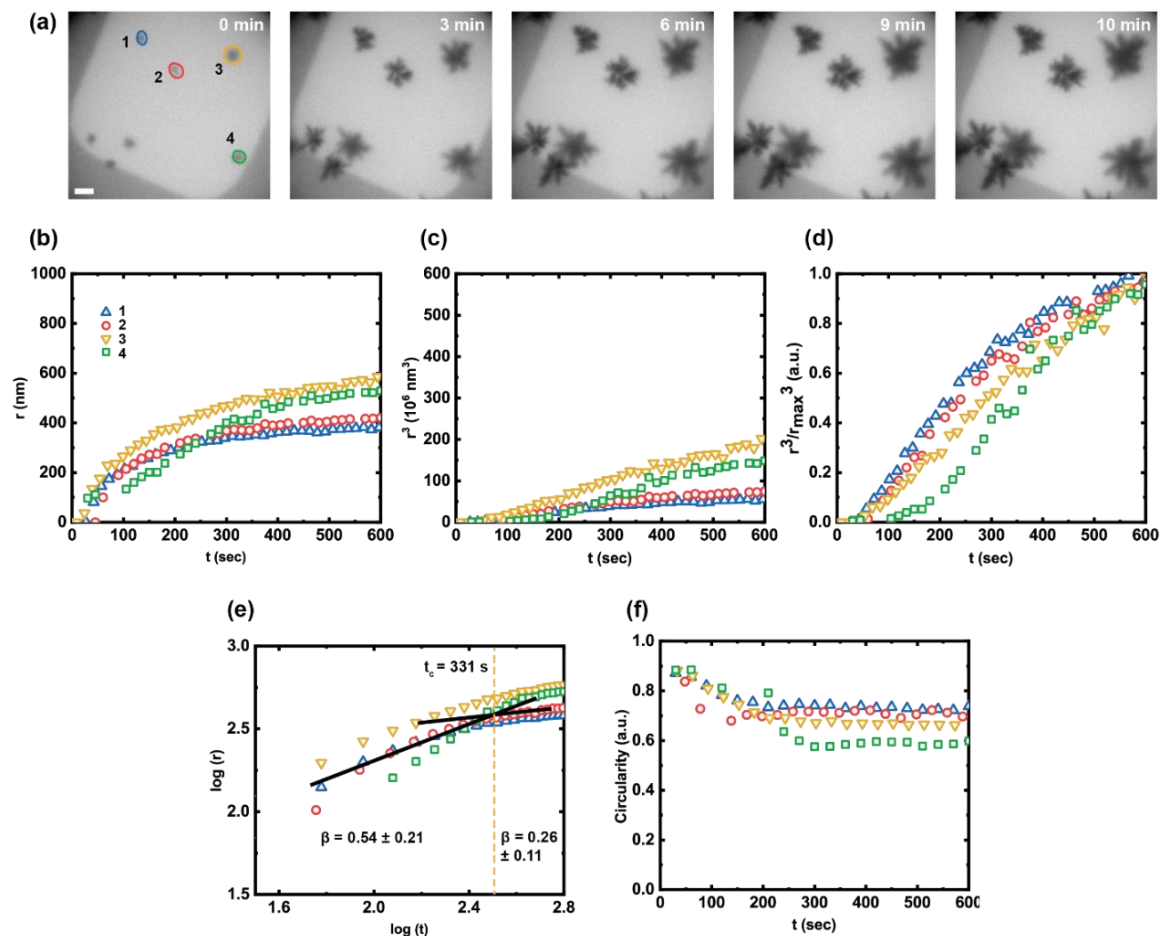 (a)
0 min
3 min
6 min
9 min
10 min
1
2
3
4
(b)
1000
800
600
400
200
0
r (nm)
1
2
3
4
0 100 200 300 400 500 600
t (sec)
(c)
600
500
400
300
200
100
0
r³ (10⁶ nm³)
0 100 200 300 400 500 600
t (sec)
(d)
1.0
0.8
0.6
0.4
0.2
0.0
r³/rmax³ (a.u.)
0 100 200 300 400 500 600
t (sec)
(e)
3.0
2.5
2.0
1.5
log (r)
t_c = 331 s
β = 0.54 ± 0.21
β = 0.26
± 0.11
1.6 2.0 2.4 2.8
log (t)
(f)
1.0
0.8
0.6
0.4
0.2
0.0
Circularity (a.u.)
0 100 200 300 400 500 600
t (sec)